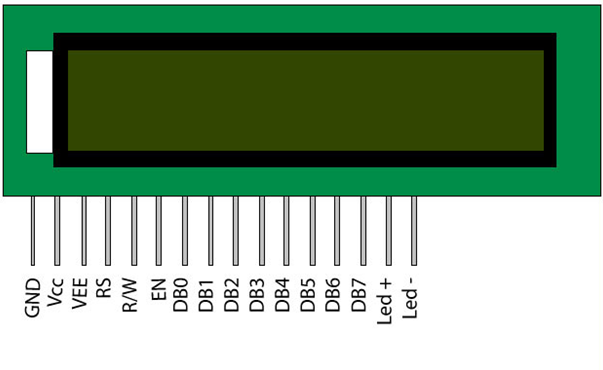 GND
Vcc
VEE
RS
R/W
EN
DB0
DB1
DB2
DB3
DB4
DB5
DB6
DB7
Led +
Led -